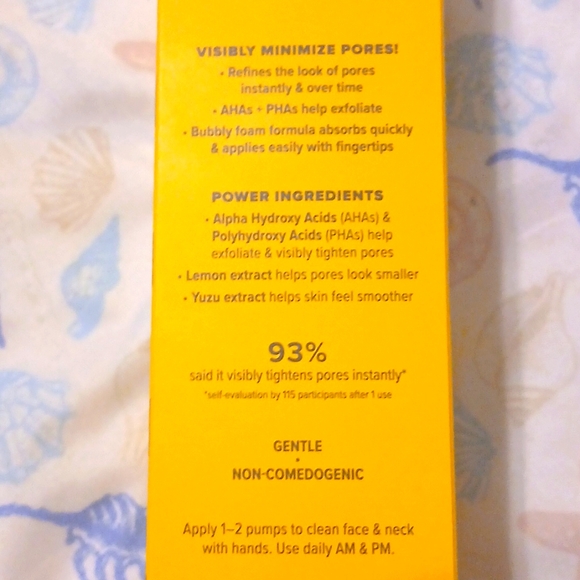 VISIBLY MINIMIZE PORES!
• Refines the look of pores
instantly & over time
• AHAs + PHAs help exfoliate
• Bubbly foam formula absorbs quickly
& applies easily with fingertips
POWER INGREDIENTS
• Alpha Hydroxy Acids (AHAs) &
Polyhydroxy Acids (PHAs) help
exfoliate & visibly tighten pores
• Lemon extract helps pores look smaller
• Yuzu extract helps skin feel smoother
93%
said it visibly tightens pores instantly*
*self-evaluation by 115 participants after 1 use
GENTLE
•
NON-COMEDOGENIC
Apply 1–2 pumps to clean face & neck
with hands. Use daily AM & PM.